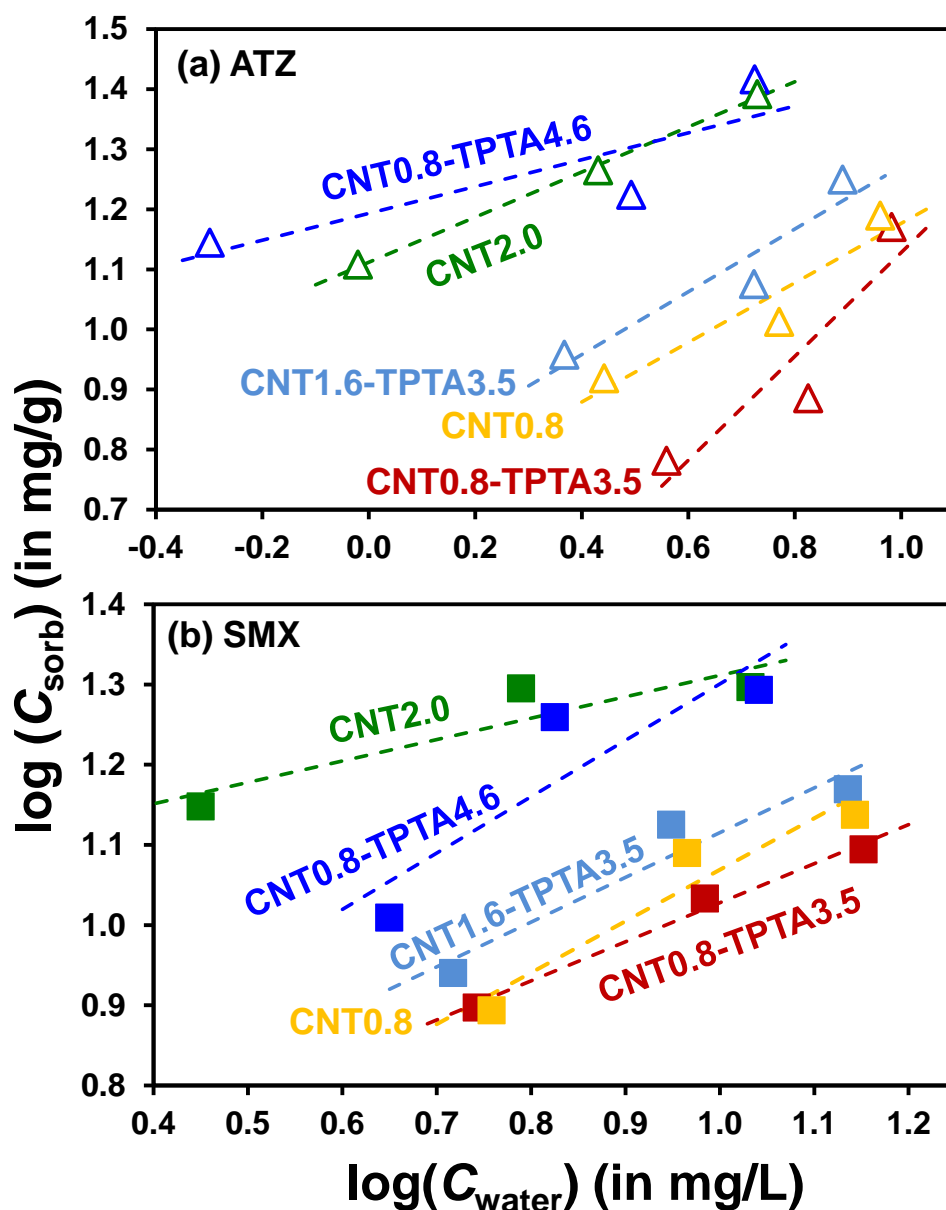 1.5
(a) ATZ
1.4
CNT0.8-TPTA4.6
1.3
1.2
CNT2.0
1.1
1.0
CNT1.6-TPTA3.5
0.9
CNT0.8
0.8
CNT0.8-TPTA3.5
0.7
-0.4 -0.2 0.0 0.2 0.4 0.6 0.8 1.0
log (Csorb) (in mg/g)
1.4
(b) SMX
1.3
CNT2.0
1.2
CNT0.8-TPTA4.6
1.1
CNT1.6-TPTA3.5
1.0
CNT0.8-TPTA3.5
0.9
CNT0.8
0.8
0.4 0.5 0.6 0.7 0.8 0.9 1.0 1.1 1.2
log(Cwater) (in mg/L)